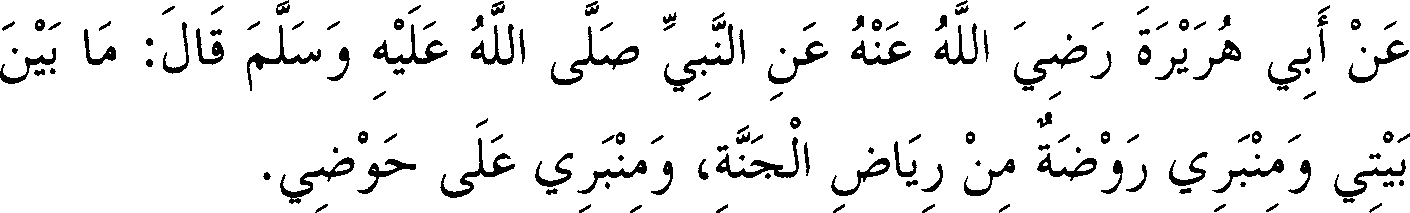 عَنْ أَبِي هُرَيْرَةَ رَضِيَ اللَّهُ عَنْهُ عَنِ النَّبِيِّ صَلَّى اللَّهُ عَلَيْهِ وَسَلَّمَ قَالَ: مَا بَيْنَ
بَيْتِي وَمِنْبَرِي رَوْضَةٌ مِنْ رِيَاضِ الْجَنَّةِ، وَمِنْبَرِي عَلَى حَوْضِي.